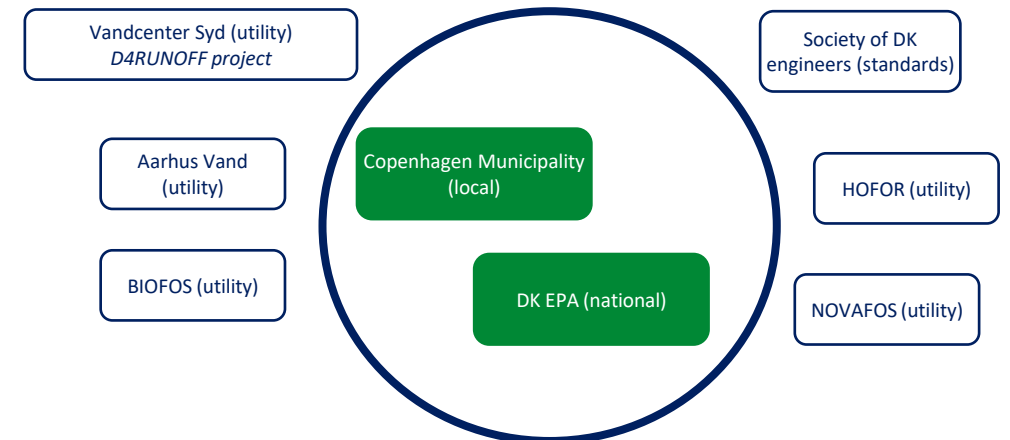 Vandcenter Syd (utility)
D4RUNOFF project
Society of DK
engineers (standards)
Aarhus Vand
(utility)
Copenhagen Municipality
(local)
HOFOR (utility)
BIOFOS (utility)
DK EPA (national)
NOVAFOS (utility)